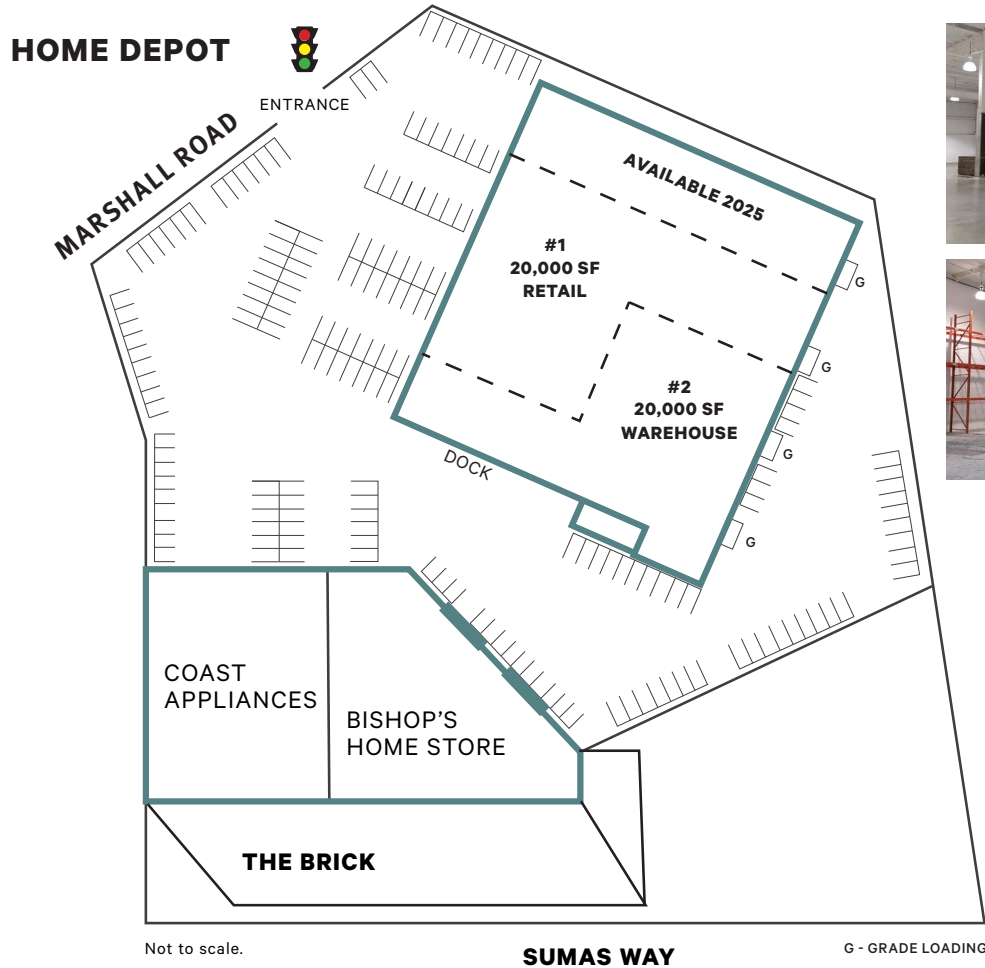 HOME DEPOT
ENTRANCE
MARSHALL ROAD
AVAILABLE 2025
#1
20,000 SF
RETAIL
G
G
#2
20,000 SF
WAREHOUSE
G
DOCK
G
COAST
APPLIANCES
BISHOP’S
HOME STORE
THE BRICK
Not to scale.
SUMAS WAY
G - GRADE LOADING